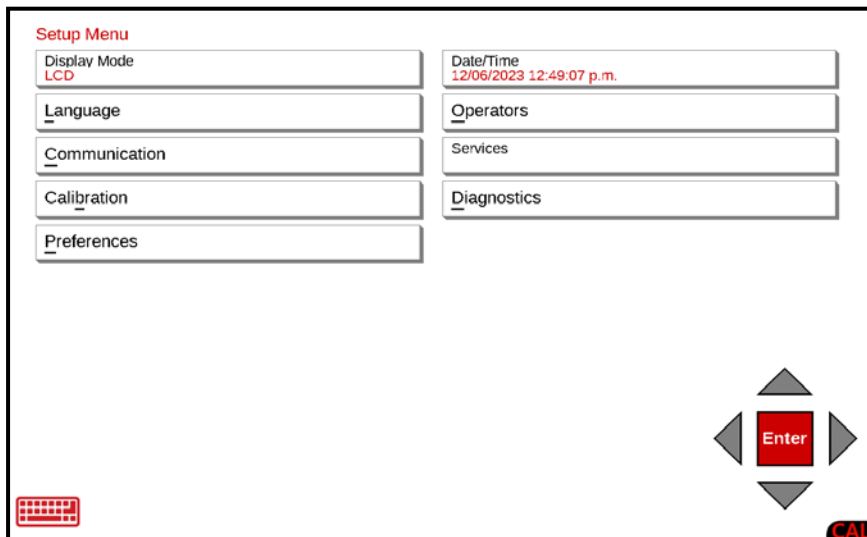 Setup Menu
Display Mode
LCD
Date/Time
12/06/2023 12:49:07 p.m.
Language
Operators
Communication
Services
Calibration
Diagnostics
Preferences
Enter